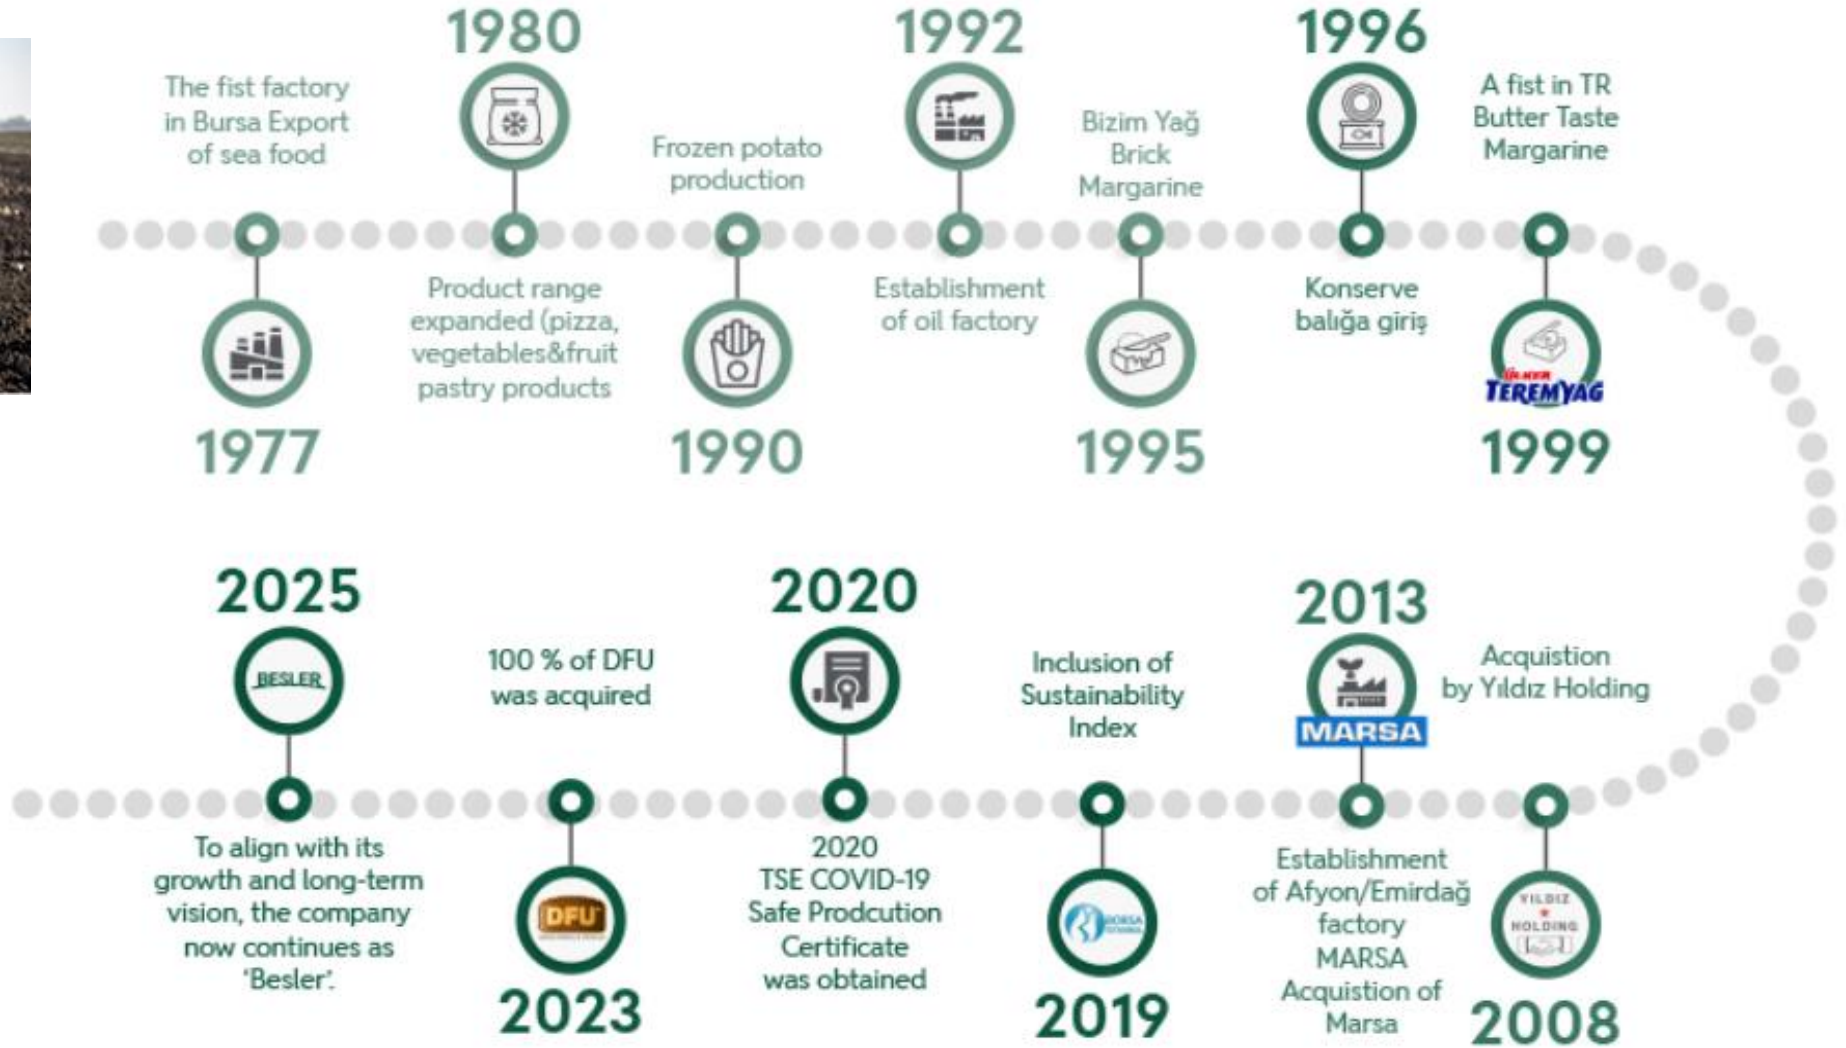 The fist factory
in Bursa Export
of sea food
1977
1980
Product range
expanded (pizza,
vegetables&fruit
pastry products
Frozen potato
production
1990
1992
Establishment
of oil factory
Bizim Yağ
Brick
Margarine
1995
1996
Konserve
balığa giriş
A fist in TR
Butter Taste
Margarine
ÜLKER
TEREMYAĞ
1999
Acquistion
by Yıldız Holding
YILDIZ
HOLDING
2008
2013
MARSA
Establishment
of Afyon/Emirdağ
factory
MARSA
Acquistion of
Marsa
Inclusion of
Sustainability
Index
BORSA
İSTANBUL
2019
2020
2020
TSE COVID-19
Safe Prodcution
Certificate
was obtained
100 % of DFU
was acquired
DFU
2023
2025
BESLER
To align with its
growth and long-term
vision, the company
now continues as
‘Besler’.